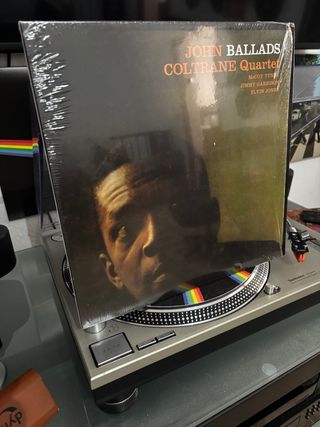 JOHN BALLADS
COLTRANE Quartet
McCOY TYNER
JIMMY GARRISON
ELVIN JONES